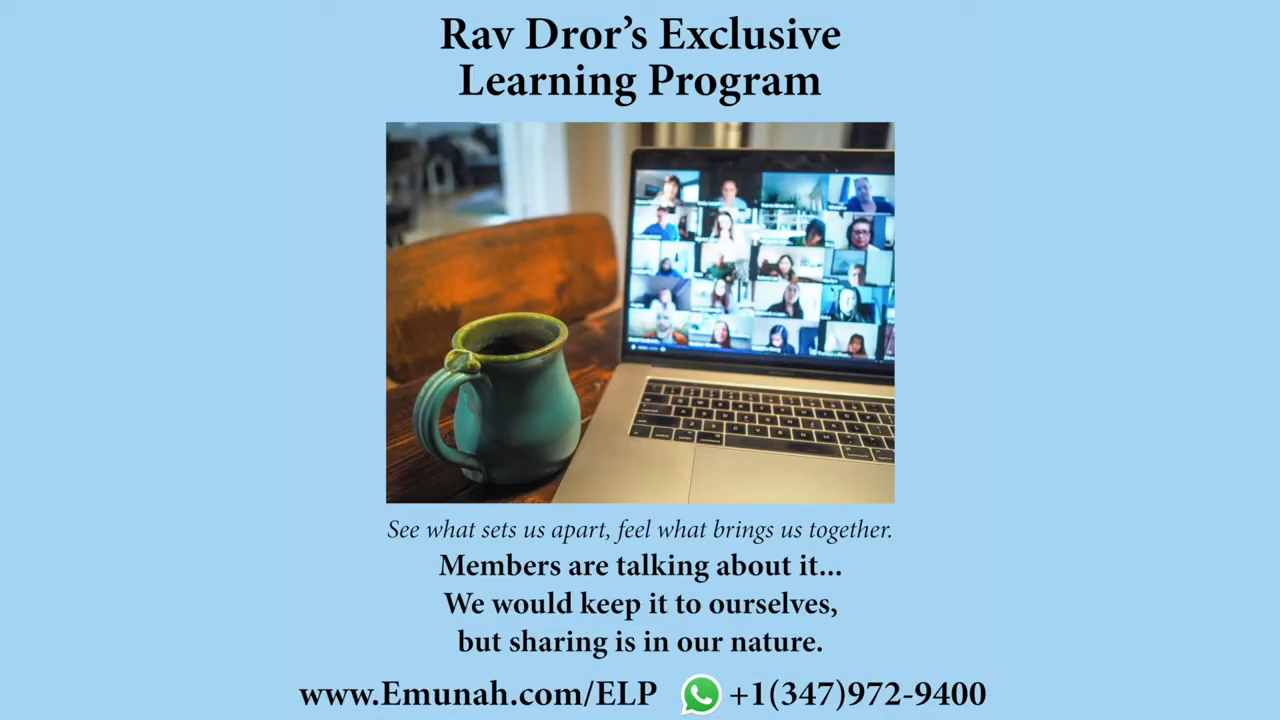 Rav Dror’s Exclusive
Learning Program
See what sets us apart, feel what brings us together.
Members are talking about it...
We would keep it to ourselves,
but sharing is in our nature.
www.Emunah.com/ELP +1(347)972-9400